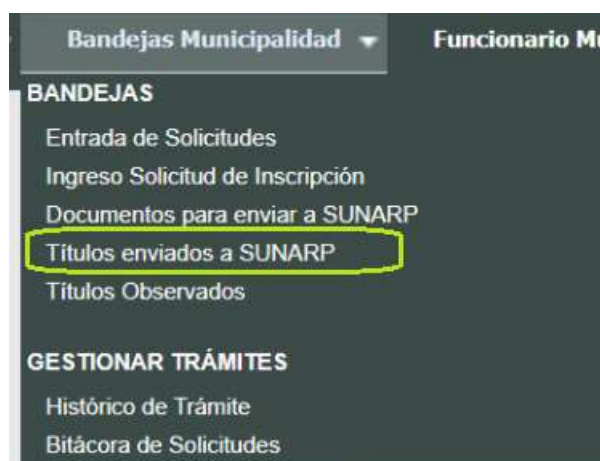 Bandejas Municipalidad Funcionario
BANDEJAS
Entrada de Solicitudes
Ingreso Solicitud de Inscripción
Documentos para enviar a SUNARP
Títulos enviados a SUNARP
Títulos Observados
GESTIONAR TRÁMITES
Histórico de Trámite
Bitácora de Solicitudes